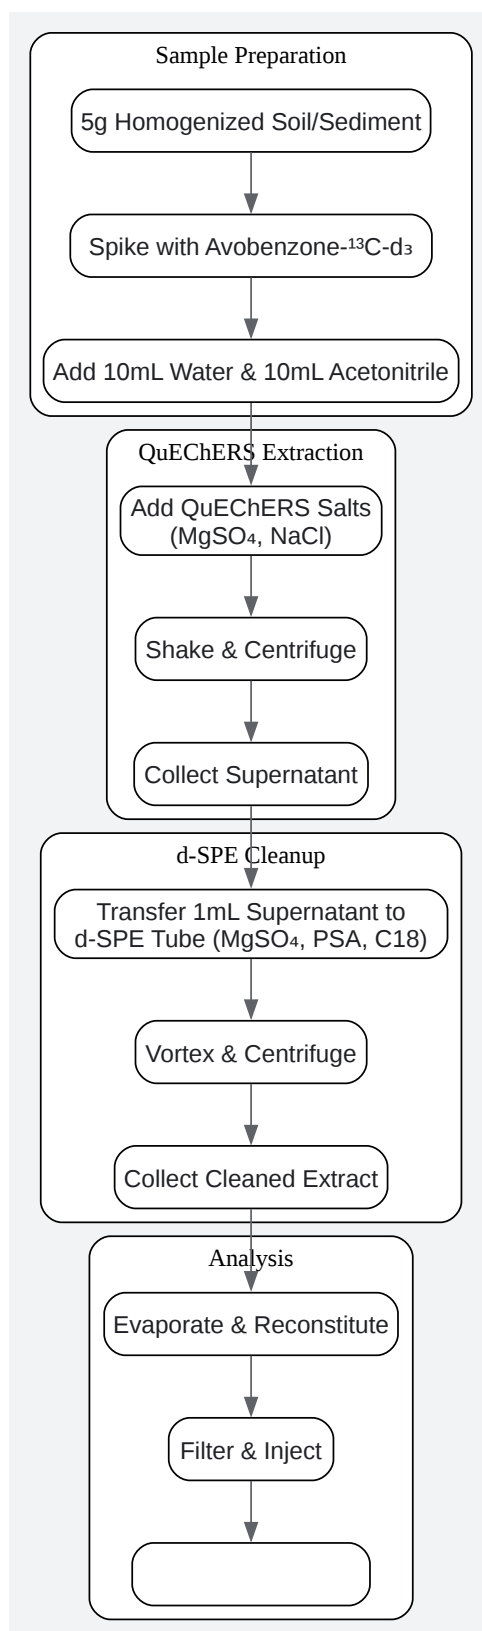 Sample Preparation
5g Homogenized Soil/Sediment
Spike with Avobenzone-¹³C-d₃
Add 10mL Water & 10mL Acetonitrile
QuEChERS Extraction
Add QuEChERS Salts
(MgSO₄, NaCl)
Shake & Centrifuge
Collect Supernatant
d-SPE Cleanup
Transfer 1mL Supernatant to
d-SPE Tube (MgSO₄, PSA, C18)
Vortex & Centrifuge
Collect Cleaned Extract
Analysis
Evaporate & Reconstitute
Filter & Inject